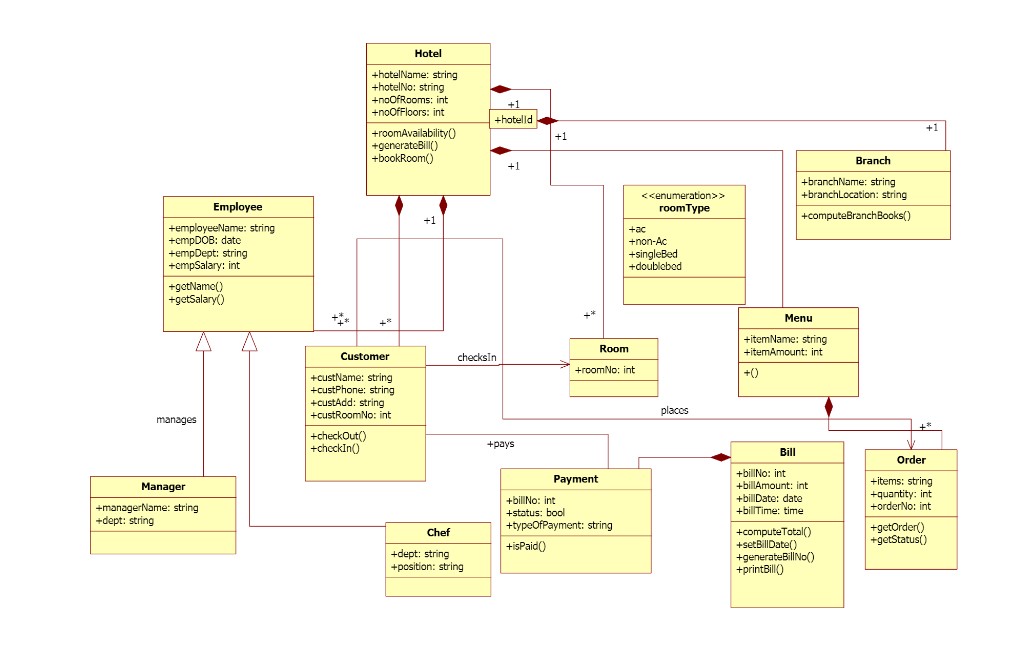 Hotel
+hotelName: string
+hotelNo: string
+noOfRooms: int
+noOfFloors: int
+roomAvailability()
+generateBill()
+bookRoom()
+1
+hotelId
+1
+1
+1
+1
Branch
+branchName: string
+branchLocation: string
+computeBranchBooks()
<<enumeration>>
roomType
+ac
+non-Ac
+singleBed
+doublebed
Employee
+employeeName: string
+empDOB: date
+empDept: string
+empSalary: int
+getName()
+getSalary()
+*
+*
+*
+*
Menu
+itemName: string
+itemAmount: int
+()
Customer
+custName: string
+custPhone: string
+custAdd: string
+custRoomNo: int
+checkOut()
+checkIn()
checksIn
Room
+roomNo: int
manages
places
+*
+pays
Manager
+managerName: string
+dept: string
Chef
+dept: string
+position: string
Payment
+billNo: int
+status: bool
+typeOfPayment: string
+isPaid()
Bill
+billNo: int
+billAmount: int
+billDate: date
+billTime: time
+computeTotal()
+setBillDate()
+generateBillNo()
+printBill()
Order
+items: string
+quantity: int
+orderNo: int
+getOrder()
+getStatus()